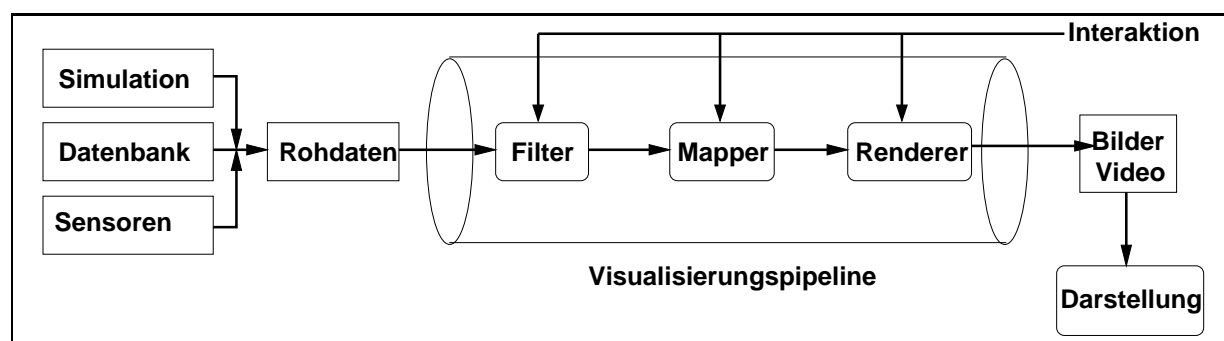 Interaktion
Simulation
Datenbank
Sensoren
Rohdaten
Filter
Mapper
Renderer
Bilder
Video
Visualisierungspipeline
Darstellung